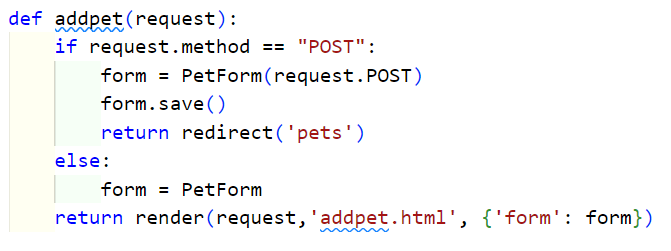 def addpet(request):
    if request.method == "POST":
        form = PetForm(request.POST)
        form.save()
        return redirect('pets')
    else:
        form = PetForm
    return render(request,'addpet.html', {'form': form})